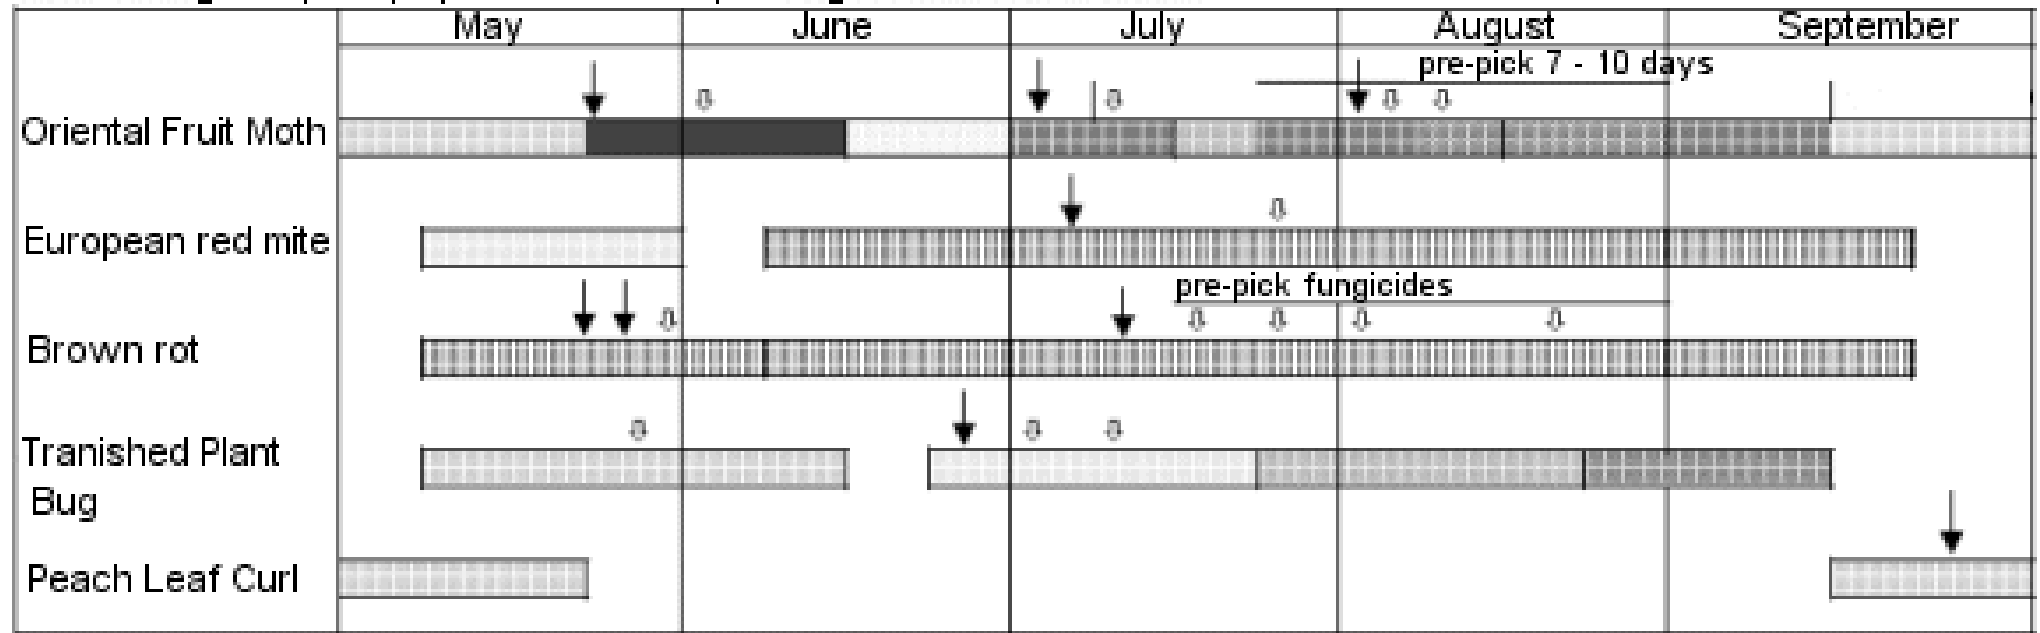 May June July August September
pre-pick 7 - 10 days
Oriental Fruit Moth
European red mite
pre-pick fungicides
Brown rot
Tranished Plant
Bug
Peach Leaf Curl